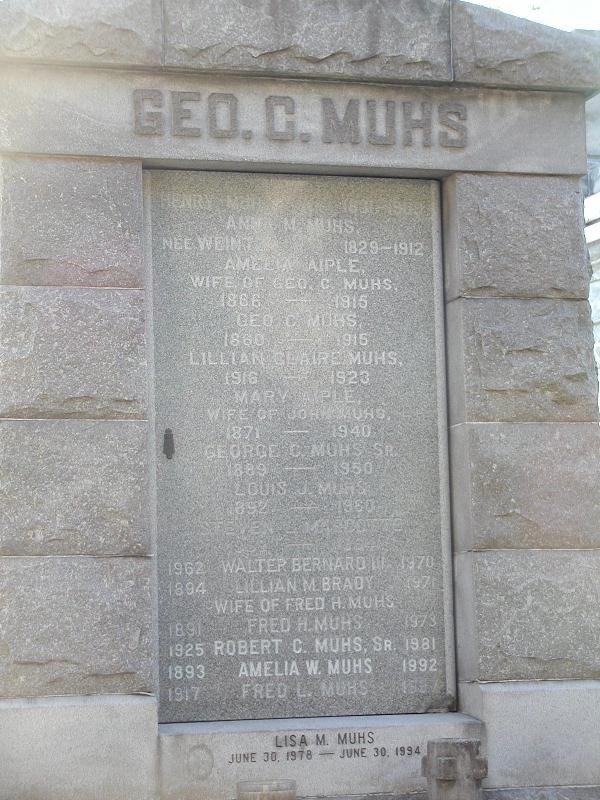 GEO. C. MUHS
HENRY
ANNA M. MUHS,
NEE 1829—1912
AMELIA AIPLE,
WIFE OF GEO. C. MUHS,
1866 — 1915
GEO. C. MUHS
1860 — 1915
LILLIAN CLAIRE MUHS,
1916 — 1923
MARY AIPLE,
WIFE OF JOHN MUHS,
1871 — 1940
GEORGE C. MUHS SR.
1889 — 1950
LOUIS J. MUHS
1892 — 1960
STEVEN
1962 WALTER BERNARD III 1970
1894 LILLIAN M. BRADY 1971
WIFE OF FRED H. MUHS
1891 FRED H. MUHS 1973
1925 ROBERT C. MUHS, SR. 1981
1893 AMELIA W. MUHS 1992
1917 FRED L. MUHS
LISA M. MUHS
JUNE 30, 1978 — JUNE 30, 1994